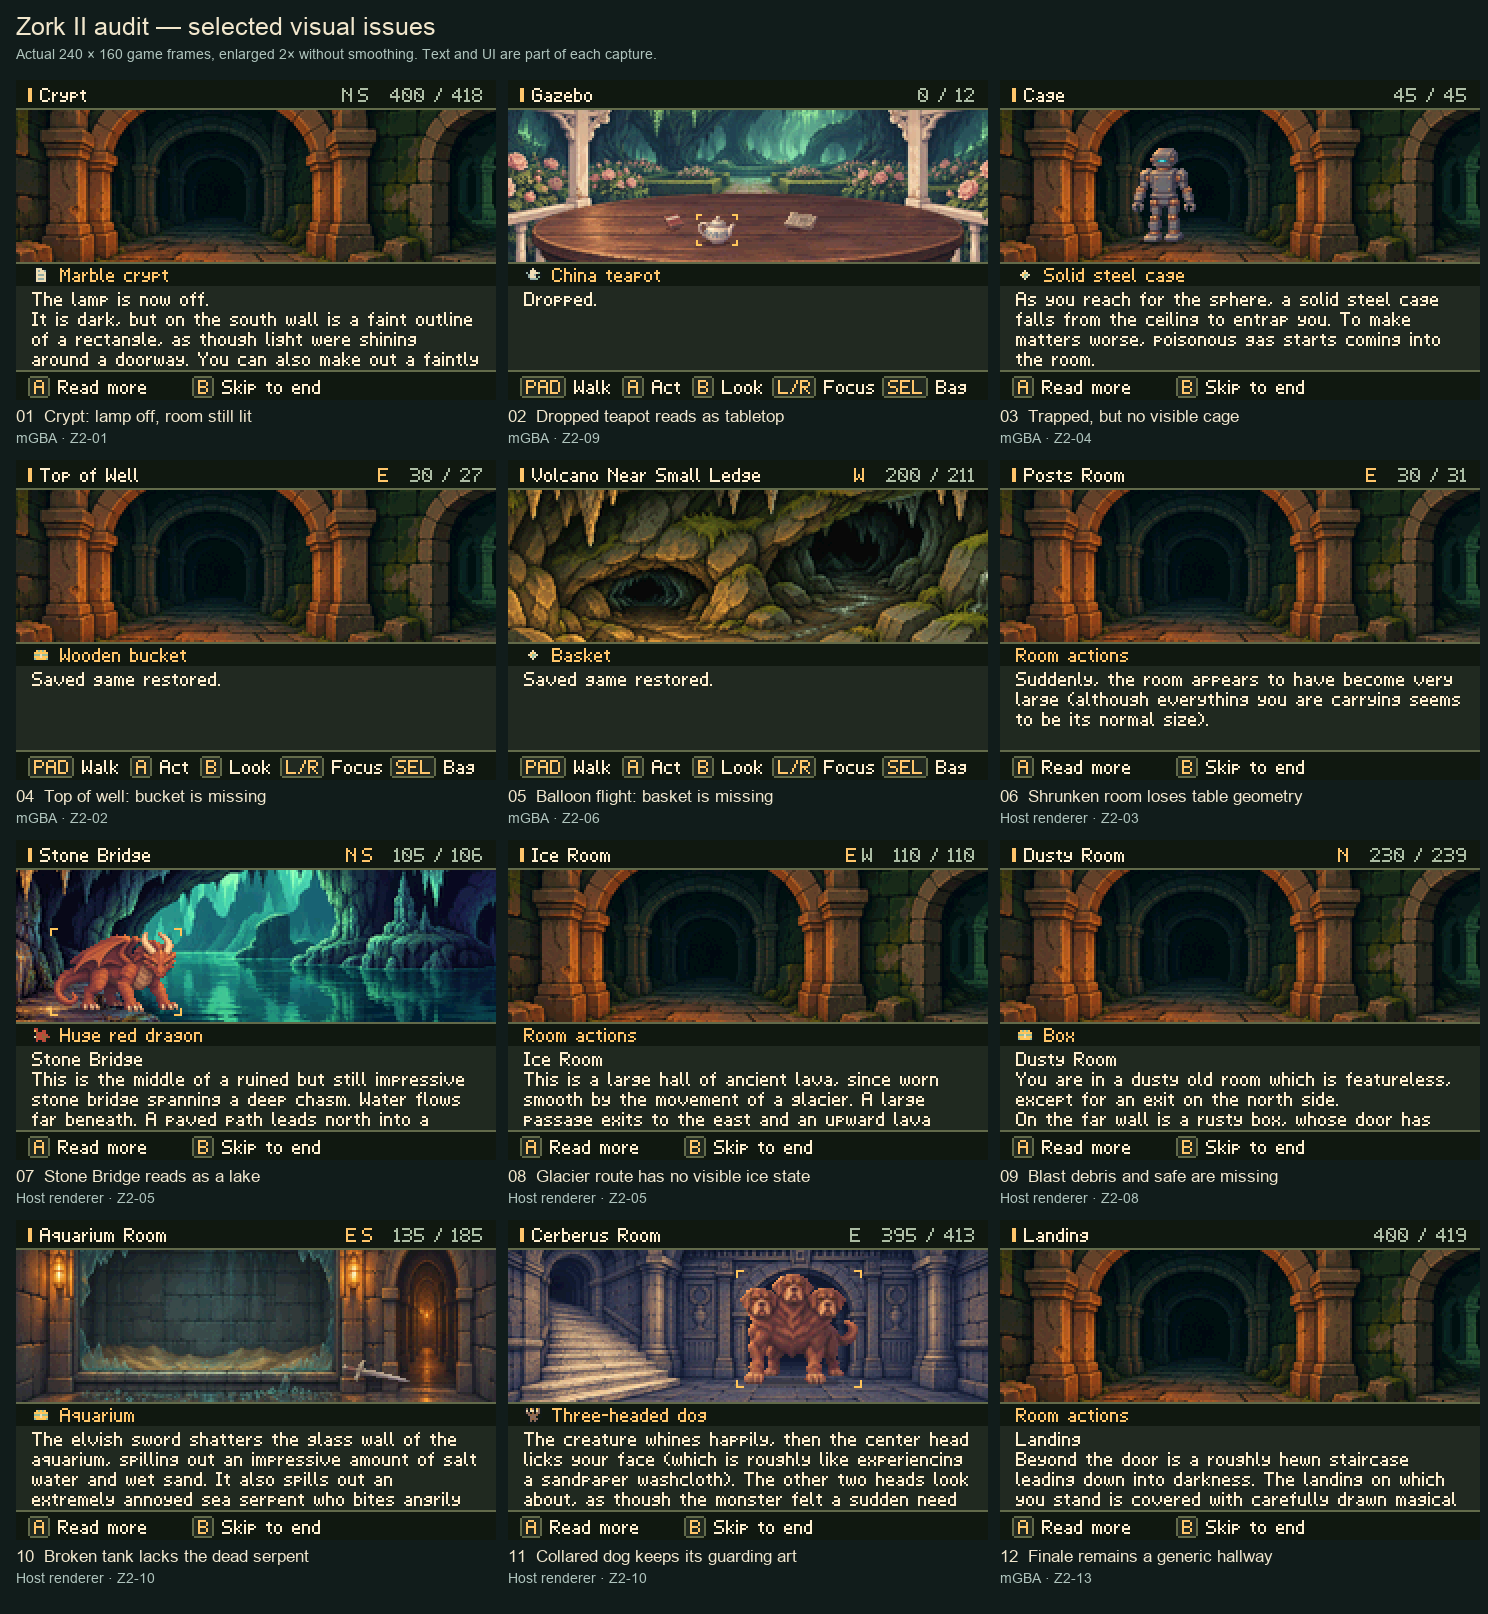 Zork II audit — selected visual issues
Actual 240 × 160 game frames, enlarged 2× without smoothing. Text and UI are part of each capture.
Crypt N S 400 / 418
Marble crypt
The lamp is now off.
It is dark, but on the south wall is a faint outline
of a rectangle, as though light were shining
around a doorway. You can also make out a faintly
A Read more B Skip to end
01 Crypt: lamp off, room still lit
mGBA · Z2-01
Gazebo 0 / 12
China teapot
Dropped.
PAD Walk A Act B Look L/R Focus SEL Bag
02 Dropped teapot reads as tabletop
mGBA · Z2-09
Cage 45 / 45
Solid steel cage
As you reach for the sphere, a solid steel cage
falls from the ceiling to entrap you. To make
matters worse, poisonous gas starts coming into
the room.
A Read more B Skip to end
03 Trapped, but no visible cage
mGBA · Z2-04
Top of Well E 30 / 27
Wooden bucket
Saved game restored.
PAD Walk A Act B Look L/R Focus SEL Bag
04 Top of well: bucket is missing
mGBA · Z2-02
Volcano Near Small Ledge W 200 / 211
Basket
Saved game restored.
PAD Walk A Act B Look L/R Focus SEL Bag
05 Balloon flight: basket is missing
mGBA · Z2-06
Posts Room E 30 / 31
Room actions
Suddenly, the room appears to have become very
large (although everything you are carrying seems
to be its normal size).
A Read more B Skip to end
06 Shrunken room loses table geometry
Host renderer · Z2-03
Stone Bridge N S 105 / 106
Huge red dragon
Stone Bridge
This is the middle of a ruined but still impressive
stone bridge spanning a deep chasm. Water flows
far beneath. A paved path leads north into a
A Read more B Skip to end
07 Stone Bridge reads as a lake
Host renderer · Z2-05
Ice Room E W 110 / 110
Room actions
Ice Room
This is a large hall of ancient lava, since worn
smooth by the movement of a glacier. A large
passage exits to the east and an upward lava
A Read more B Skip to end
08 Glacier route has no visible ice state
Host renderer · Z2-05
Dusty Room N 230 / 239
Box
Dusty Room
You are in a dusty old room which is featureless,
except for an exit on the north side.
On the far wall is a rusty box, whose door has
A Read more B Skip to end
09 Blast debris and safe are missing
Host renderer · Z2-08
Aquarium Room E S 135 / 185
Aquarium
The elvish sword shatters the glass wall of the
aquarium, spilling out an impressive amount of salt
water and wet sand. It also spills out an
extremely annoyed sea serpent who bites angrily
A Read more B Skip to end
10 Broken tank lacks the dead serpent
Host renderer · Z2-10
Cerberus Room E 395 / 413
Three-headed dog
The creature whines happily, then the center head
licks your face (which is roughly like experiencing
a sandpaper washcloth). The other two heads look
about, as though the monster felt a sudden need
A Read more B Skip to end
11 Collared dog keeps its guarding art
Host renderer · Z2-10
Landing 400 / 419
Room actions
Landing
Beyond the door is a roughly hewn staircase
leading down into darkness. The landing on which
you stand is covered with carefully drawn magical
A Read more B Skip to end
12 Finale remains a generic hallway
mGBA · Z2-13